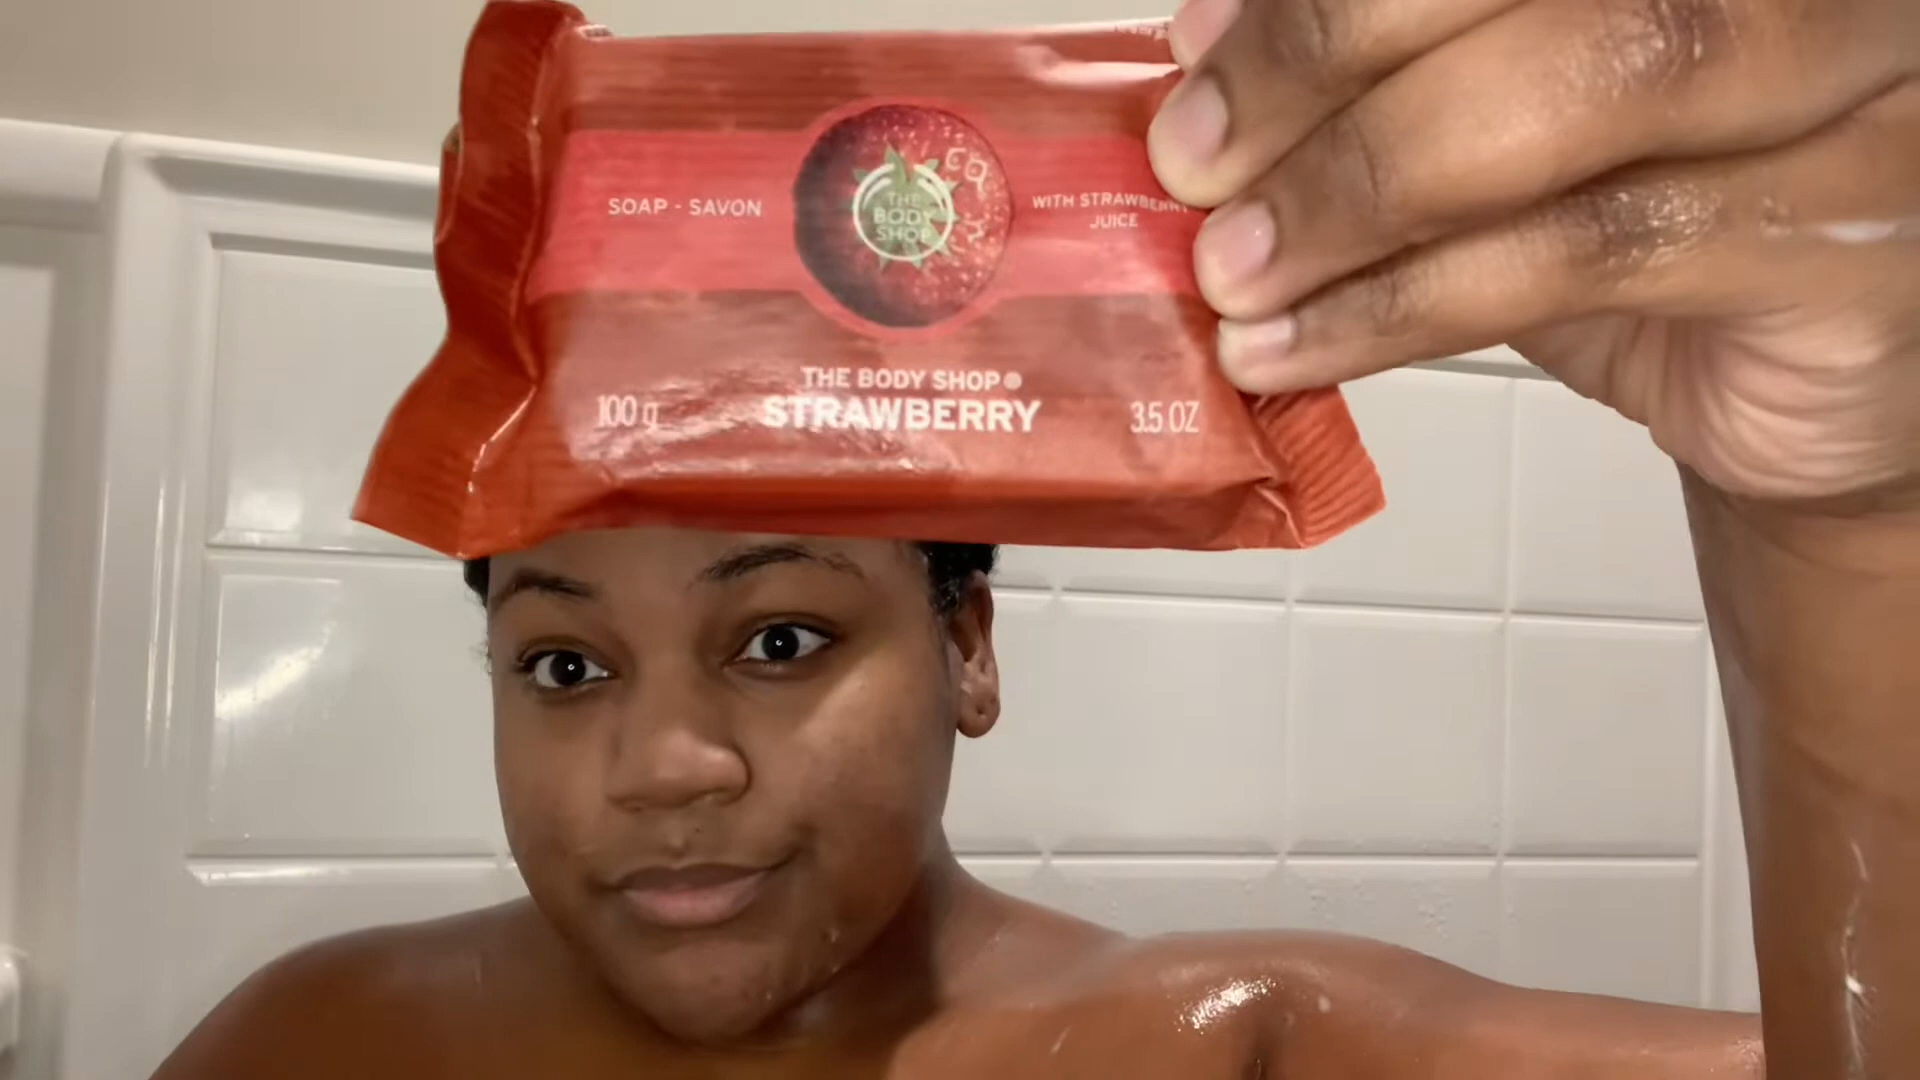 SOAP - SAVON
THE
BODY
SHOP
WITH STRAWBERRY
JUICE
THE BODY SHOP
STRAWBERRY
100 g
3.5 OZ